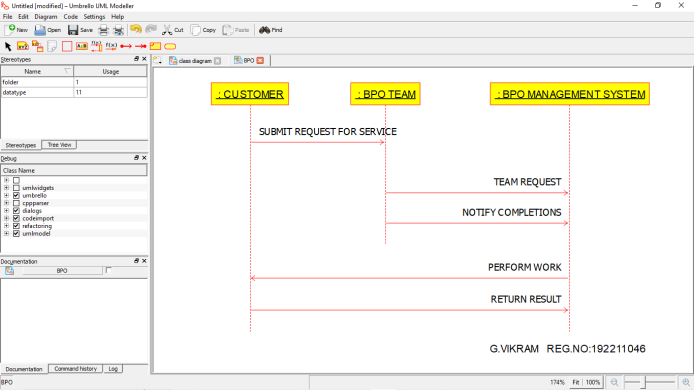 Untitled [modified] – Umbrello UML Modeller
File Edit Diagram Code Settings Help
New Open Save Cut Copy Paste Find
Stereotypes
Name Usage
folder 1
datatype 11
Stereotypes Tree View
Debug
Class Name
umlwidgets
umbrello
cppparser
dialogs
codeimport
refactoring
umlmodel
Documentation
BPO
Documentation Command history Log
class diagram BPO
: CUSTOMER : BPO TEAM : BPO MANAGEMENT SYSTEM
SUBMIT REQUEST FOR SERVICE
TEAM REQUEST
NOTIFY COMPLETIONS
PERFORM WORK
RETURN RESULT
G.VIKRAM REG.NO:192211046
BPO 174% Fit 100%